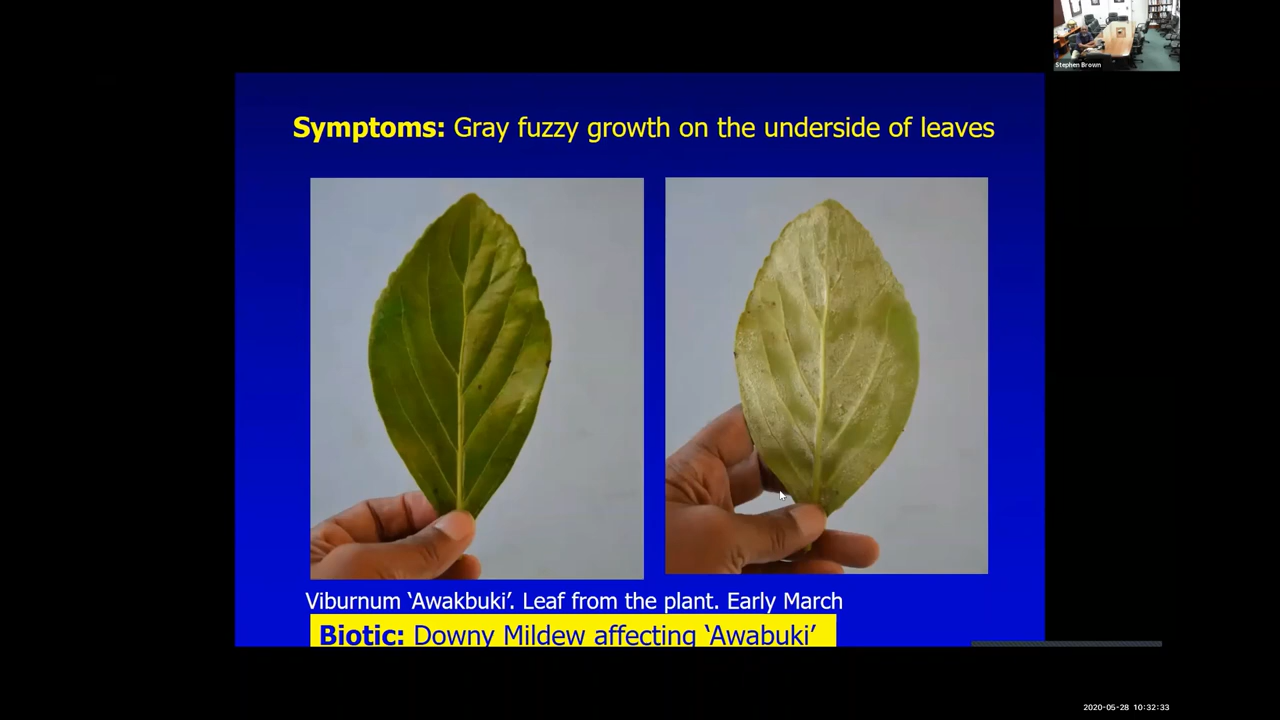 Stephen Brown
Symptoms: Gray fuzzy growth on the underside of leaves
Viburnum ‘Awakbuki’. Leaf from the plant. Early March
Biotic: Downy Mildew affecting ‘Awabuki’
2020-05-28 10:32:33